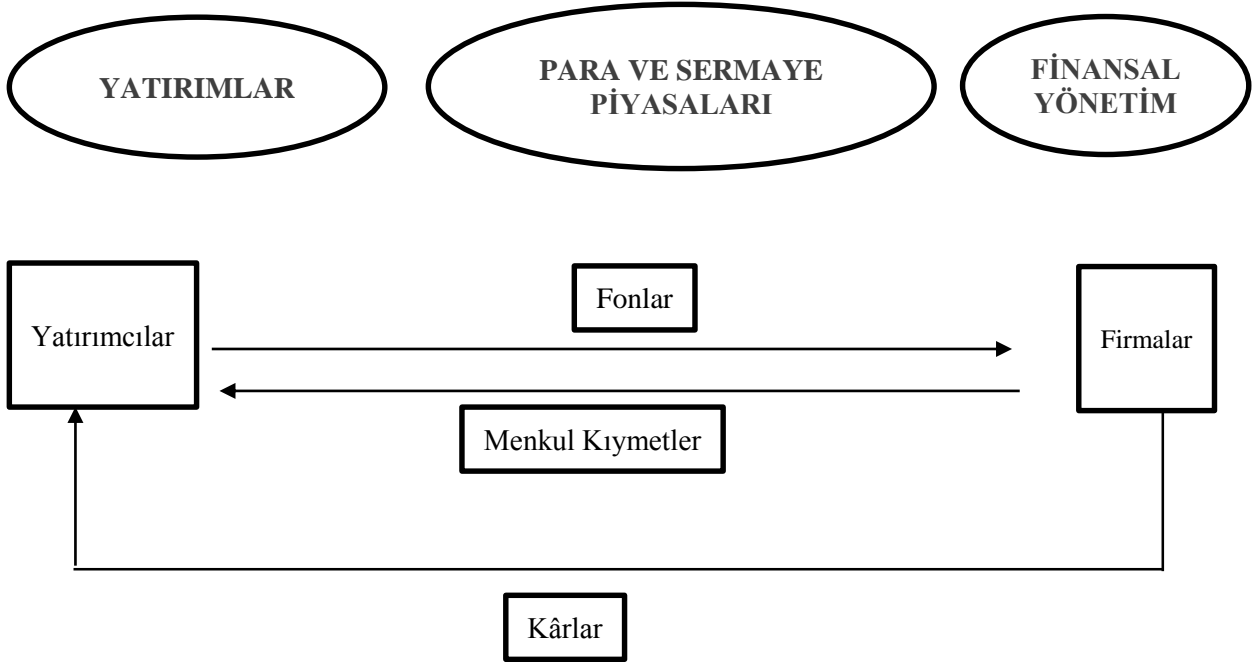 YATIRIMLAR
PARA VE SERMAYE
PİYASALARI
FİNANSAL
YÖNETİM
Yatırımcılar
Fonlar
Firmalar
Menkul Kıymetler
Kârlar